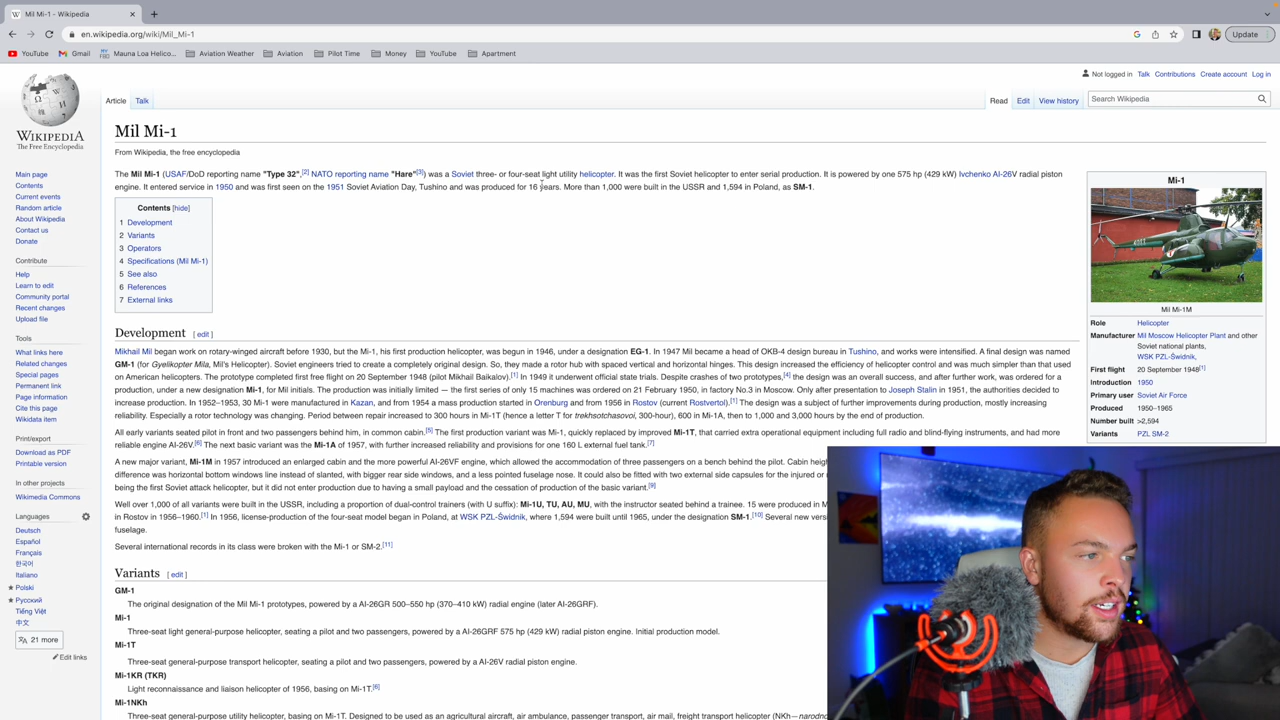 Mil Mi-1 - Wikipedia
en.wikipedia.org/wiki/Mil_Mi-1
Update
YouTube
Gmail
Mauna Loa Helico...
Aviation Weather
Aviation
Pilot Time
Money
YouTube
Apartment
Not logged in Talk Contributions Create account Log in
Article Talk
Read Edit View history
Search Wikipedia
WIKIPEDIA
The Free Encyclopedia
Main page
Contents
Current events
Random article
About Wikipedia
Contact us
Donate
Contribute
Help
Learn to edit
Community portal
Recent changes
Upload file
Tools
What links here
Related changes
Special pages
Permanent link
Page information
Cite this page
Wikidata item
Print/export
Download as PDF
Printable version
In other projects
Wikimedia Commons
Languages
Deutsch
Español
Français
한국어
Italiano
Polski
Русский
Tiếng Việt
中文
21 more
Edit links
Mil Mi-1
From Wikipedia, the free encyclopedia
The Mil Mi-1 (USAF/DoD reporting name "Type 32",[2] NATO reporting name "Hare"[3]) was a Soviet three- or four-seat light utility helicopter. It was the first Soviet helicopter to enter serial production. It is powered by one 575 hp (429 kW) Ivchenko AI-26V radial piston
engine. It entered service in 1950 and was first seen on the 1951 Soviet Aviation Day, Tushino and was produced for 16 years. More than 1,000 were built in the USSR and 1,594 in Poland, as SM-1.
Contents [hide]
1 Development
2 Variants
3 Operators
4 Specifications (Mil Mi-1)
5 See also
6 References
7 External links
Development [ edit ]
Mikhail Mil began work on rotary-winged aircraft before 1930, but the Mi-1, his first production helicopter, was begun in 1946, under a designation EG-1. In 1947 Mil became a head of OKB-4 design bureau in Tushino, and works were intensified. A final design was named
GM-1 (for Gyelikopter Mila, Mil's Helicopter). Soviet engineers tried to create a completely original design. So, they made a rotor hub with spaced vertical and horizontal hinges. This design increased the efficiency of helicopter control and was much simpler than that used
on American helicopters. The prototype completed first free flight on 20 September 1948 (pilot Mikhail Baikalov).[1] In 1949 it underwent official state trials. Despite crashes of two prototypes,[4] the design was an overall success, and after further work, was ordered for
production, under a new designation Mi-1, for Mil initials. The production was initially limited — the first series of only 15 machines was ordered on 21 February 1950, in factory No.3 in Moscow. Only after presentation to Joseph Stalin in 1951, the authorities decided to
increase production. In 1952–1953, 30 Mi-1 were manufactured in Kazan, and from 1954 a mass production started in Orenburg and from 1956 in Rostov (current Rostvertol).[1] The design was a subject of further improvements during production, mostly increasing
reliability. Especially a rotor technology was changing. Period between repair increased to 300 hours in Mi-1T (hence a letter T for trekhsotchasovoi, 300-hour), 600 in Mi-1A, then to 1,000 and 3,000 hours by the end of production.
All early variants seated pilot in front and two passengers behind him, in common cabin.[5] The first production variant was Mi-1, quickly replaced by improved Mi-1T, that carried extra operational equipment including full radio and blind-flying instruments, and had more
reliable engine AI-26V.[6] The next basic variant was the Mi-1A of 1957, with further increased reliability and provisions for one 160 L external fuel tank.[7]
A new major variant, Mi-1M in 1957 introduced an enlarged cabin and the more powerful AI-26VF engine, which allowed the accommodation of three passengers on a bench behind the pilot. Cabin heig
difference was horizontal bottom windows line instead of slanted, with bigger rear side windows, and a less pointed fuselage nose. It could also be fitted with two external side capsules for the injured or
being the first Soviet attack helicopter, but it did not enter production due to having a small payload and the cessation of production of the basic variant.[9]
Well over 1,000 of all variants were built in the USSR, including a proportion of dual-control trainers (with U suffix): Mi-1U, TU, AU, MU, with the instructor seated behind a trainee. 15 were produced in M
in Rostov in 1956–1960.[1] In 1956, license-production of the four-seat model began in Poland, at WSK PZL-Świdnik, where 1,594 were built until 1965, under the designation SM-1.[10] Several new vers
fuselage.
Several international records in its class were broken with the Mi-1 or SM-2.[11]
Variants [ edit ]
GM-1
The original designation of the Mil Mi-1 prototypes, powered by a AI-26GR 500–550 hp (370–410 kW) radial engine (later AI-26GRF).
Mi-1
Three-seat light general-purpose helicopter, seating a pilot and two passengers, powered by a AI-26GRF 575 hp (429 kW) radial piston engine. Initial production model.
Mi-1T
Three-seat general-purpose transport helicopter, seating a pilot and two passengers, powered by a AI-26V radial piston engine.
Mi-1KR (TKR)
Light reconnaissance and liaison helicopter of 1956, basing on Mi-1T.[6]
Mi-1NKh
Three-seat general-purpose utility helicopter, basing on Mi-1T. Designed to be used as an agricultural aircraft, air ambulance, passenger transport, air mail, freight transport helicopter (NKh—narodno
Mi-1
Mil Mi-1M
Role Helicopter
Manufacturer Mil Moscow Helicopter Plant and other
Soviet national plants,
WSK PZL-Świdnik,
First flight 20 September 1948[1]
Introduction 1950
Primary user Soviet Air Force
Produced 1950–1965
Number built >2,594
Variants PZL SM-2